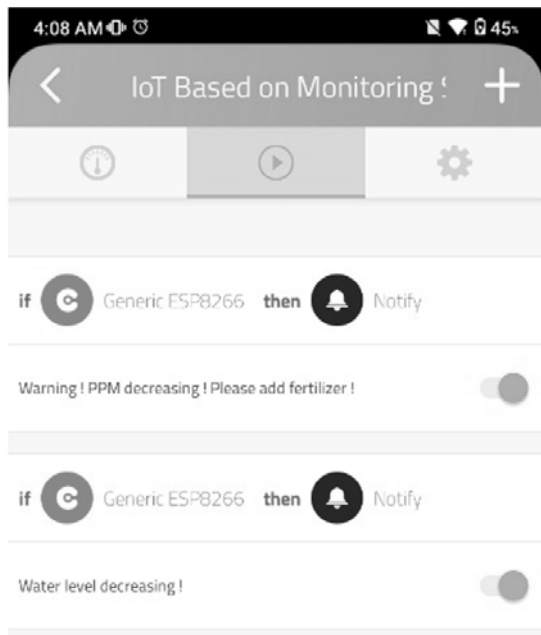 4:08 AM 45%
IoT Based on Monitoring S
if Generic ESP8266 then Notify
Warning ! PPM decreasing ! Please add fertilizer !
if Generic ESP8266 then Notify
Water level decreasing !